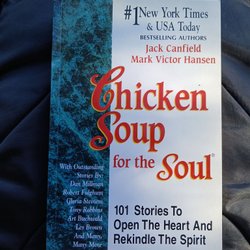 #1 New York Times
& USA Today
BESTSELLING AUTHORS
Jack Canfield
Mark Victor Hansen
Chicken
Soup
for the Soul®
With Outstanding
Stories By:
Dan Millman
Robert Fulghum
Gloria Steinem
Tony Robbins
Art Buchwald
Les Brown
And Many,
Many More
101 Stories To
Open The Heart And
Rekindle The Spirit